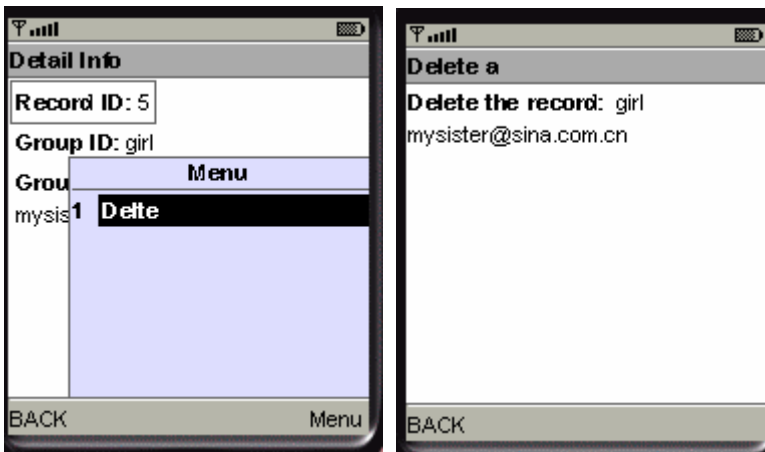 Detail Info
Record ID: 5
Group ID: girl
Grou
mysis
Menu
1 Delte
BACK Menu
Delete a
Delete the record: girl
mysister@sina.com.cn
BACK